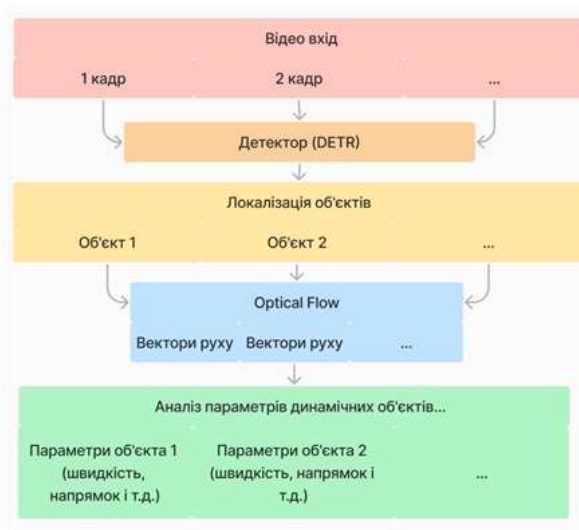 Відео вхід
1 кадр 2 кадр ...
Детектор (DETR)
Локалізація об'єктів
Об'єкт 1 Об'єкт 2 ...
Optical Flow
Вектори руху Вектори руху ...
Аналіз параметрів динамічних об'єктів...
Параметри об'єкта 1
(швидкість,
напрямок і т.д.)
Параметри об'єкта 2
(швидкість, напрямок і
т.д.)
...